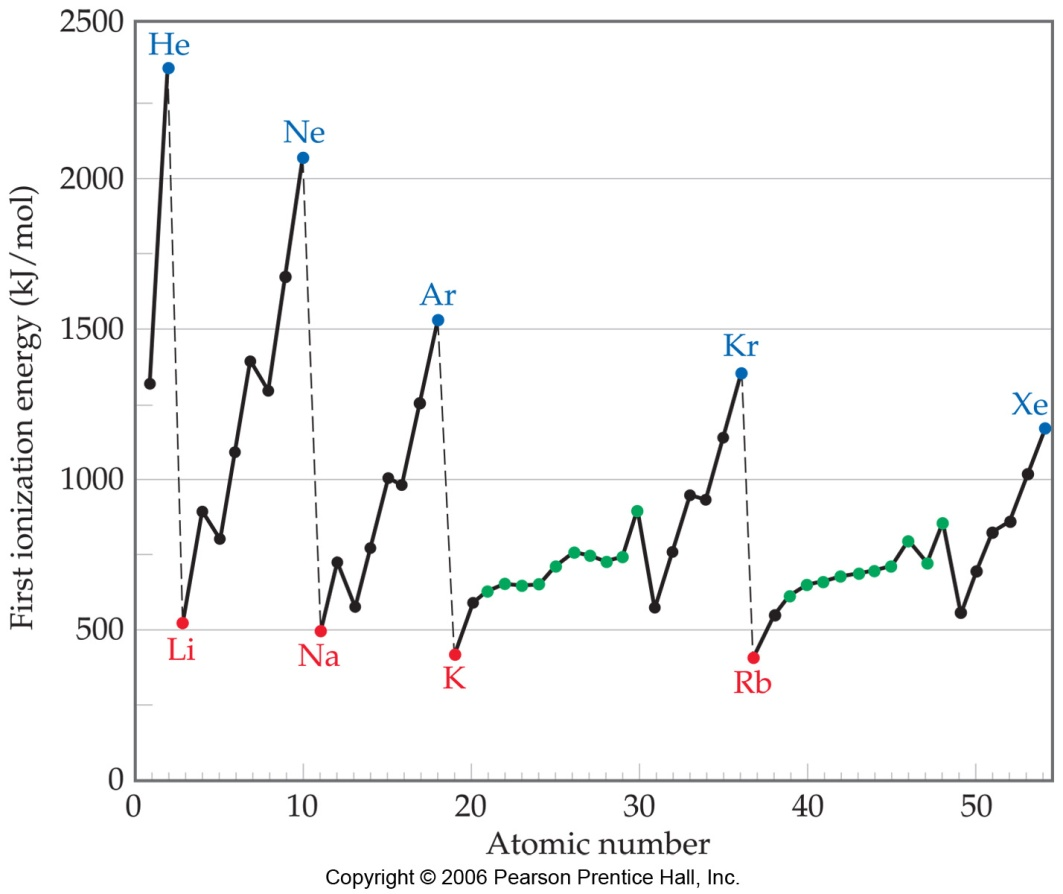 2500
He
Ne
2000
Ar
1500
Kr
Xe
1000
500
Li
Na
K
Rb
0
First ionization energy (kJ/mol)
0 10 20 30 40 50
Atomic number
Copyright © 2006 Pearson Prentice Hall, Inc.